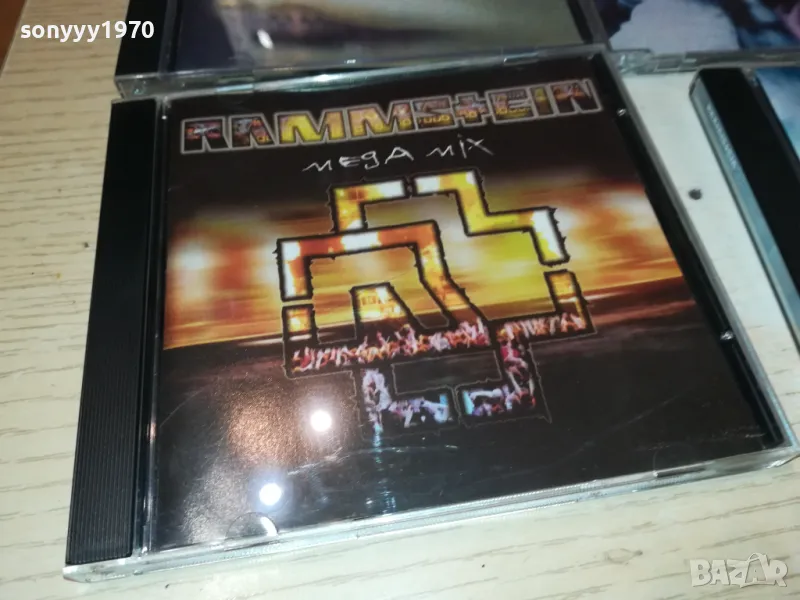 sonyyy1970
RAMMSTEIN
MEGA MIX
BAZAR